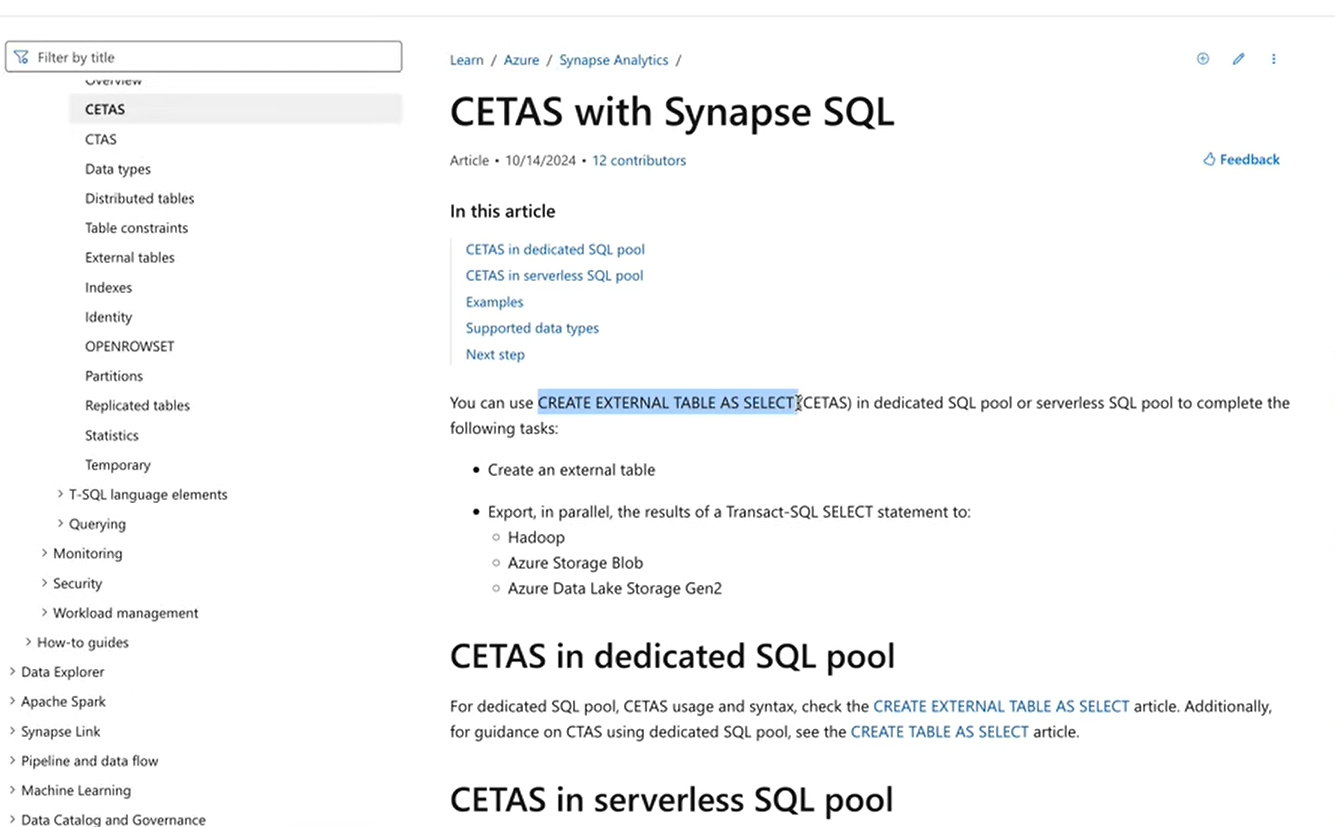 Filter by title
Overview
CETAS
CTAS
Data types
Distributed tables
Table constraints
External tables
Indexes
Identity
OPENROWSET
Partitions
Replicated tables
Statistics
Temporary
T-SQL language elements
Querying
Monitoring
Security
Workload management
How-to guides
Data Explorer
Apache Spark
Synapse Link
Pipeline and data flow
Machine Learning
Data Catalog and Governance
Learn / Azure / Synapse Analytics /
CETAS with Synapse SQL
Article • 10/14/2024 • 12 contributors
Feedback
In this article
CETAS in dedicated SQL pool
CETAS in serverless SQL pool
Examples
Supported data types
Next step
You can use CREATE EXTERNAL TABLE AS SELECT (CETAS) in dedicated SQL pool or serverless SQL pool to complete the
following tasks:
• Create an external table
• Export, in parallel, the results of a Transact-SQL SELECT statement to:
○ Hadoop
○ Azure Storage Blob
○ Azure Data Lake Storage Gen2
CETAS in dedicated SQL pool
For dedicated SQL pool, CETAS usage and syntax, check the CREATE EXTERNAL TABLE AS SELECT article. Additionally,
for guidance on CTAS using dedicated SQL pool, see the CREATE TABLE AS SELECT article.
CETAS in serverless SQL pool